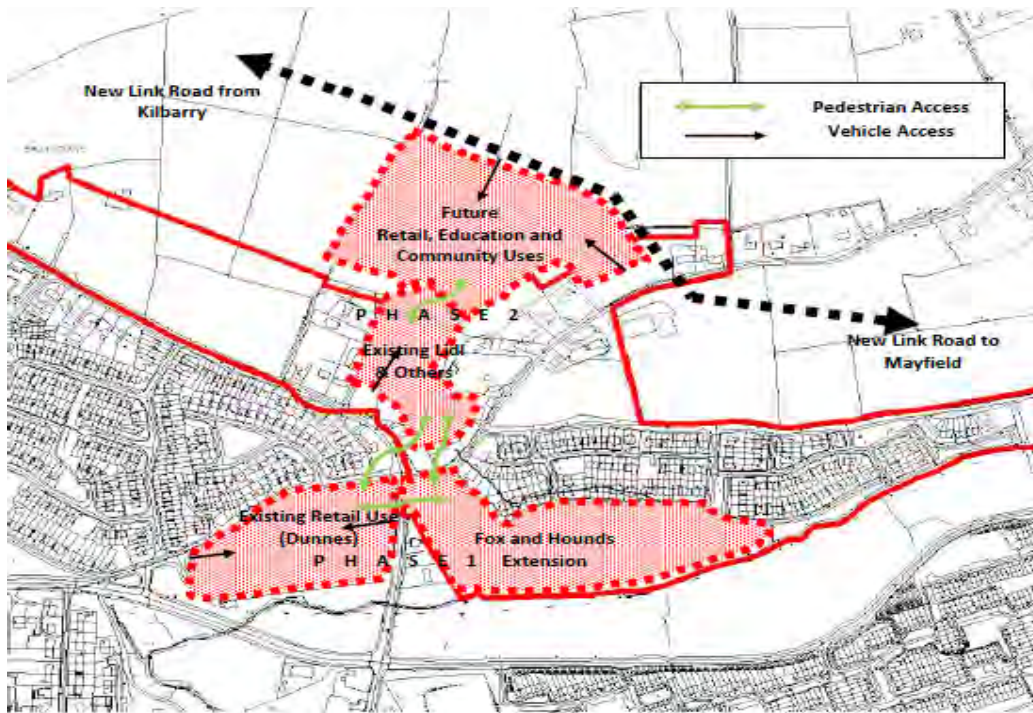 New Link Road from
Kilbarry
Pedestrian Access
Vehicle Access
Future
Retail, Education and
Community Uses
P H A S E 2
Existing Lidl
& Others
New Link Road to
Mayfield
Existing Retail Use
(Dunnes)
Fox and Hounds
Extension
P H A S E 1